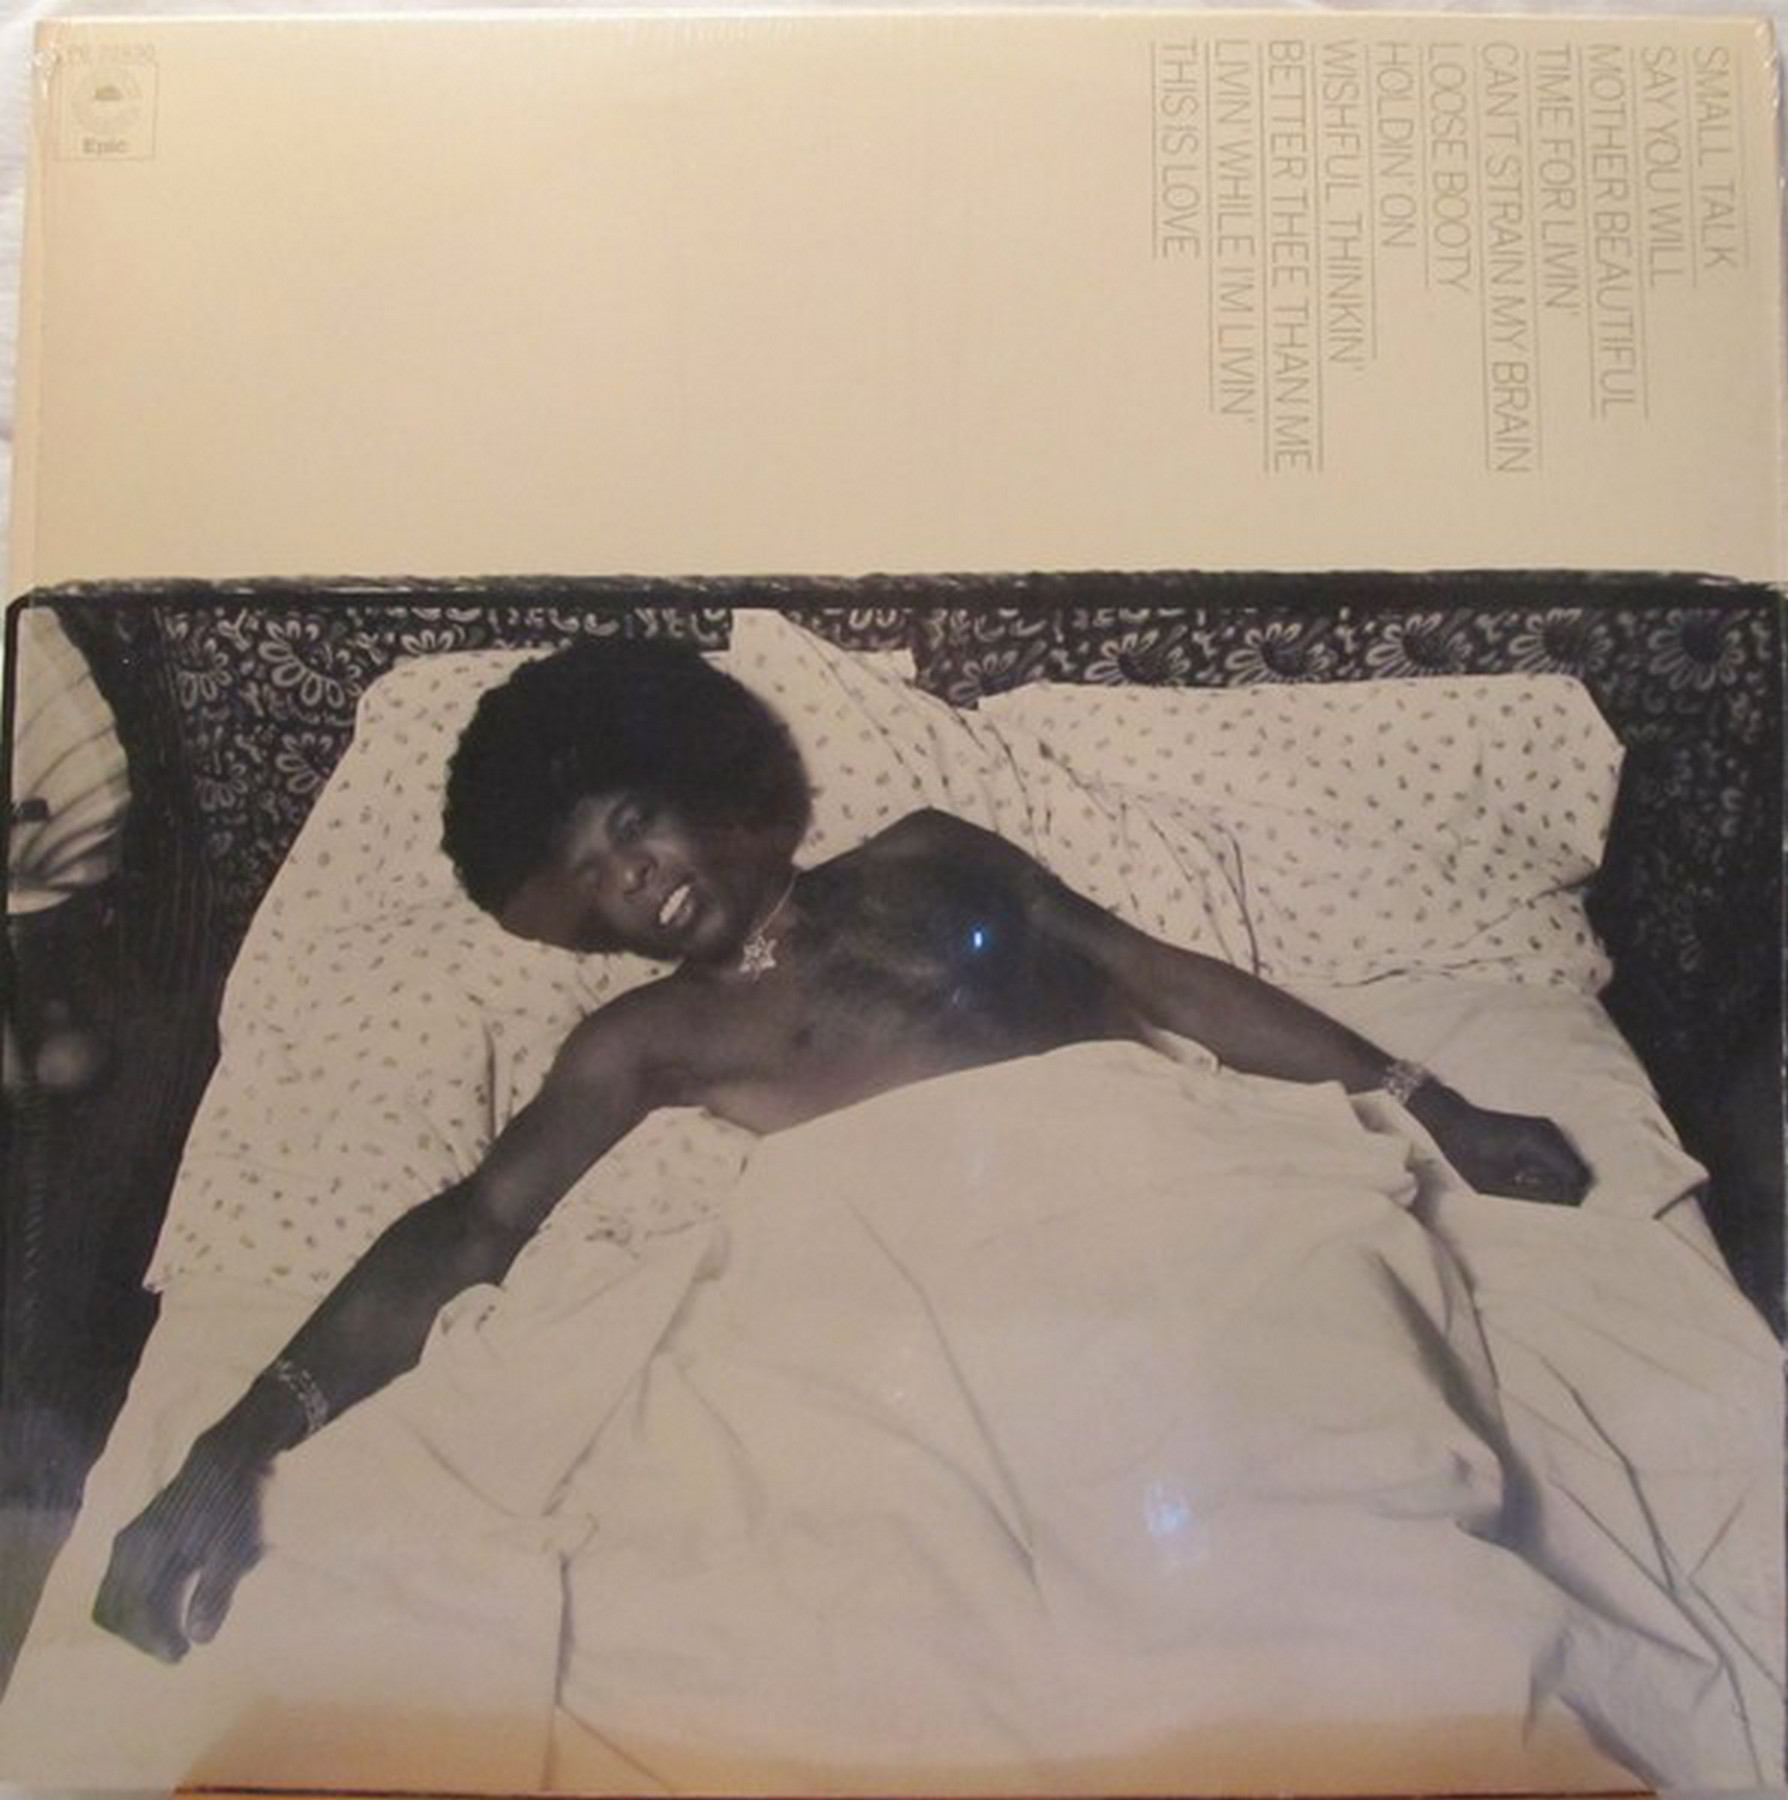 SMALL TALK
SAY YOU WILL
MOTHER BEAUTIFUL
TIME FOR LIVIN'
CAN'T STRAIN MY BRAIN
LOOSE BOOTY
HOLDIN' ON
WISHFUL THINKIN'
BETTER THEE THAN ME
LIVIN' WHILE I'M LIVIN'
THIS IS LOVE
Epic